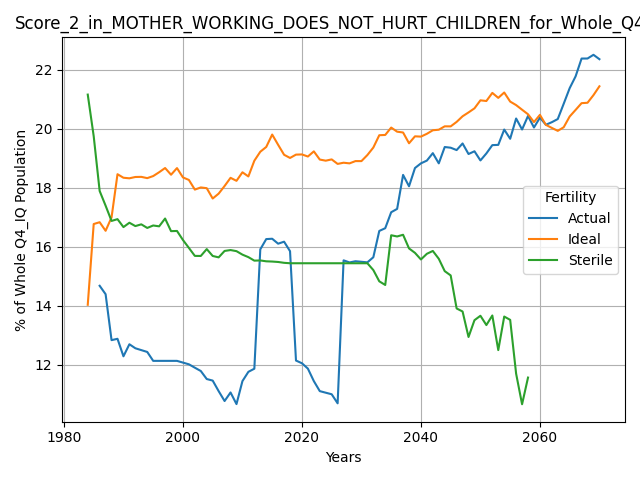 Score_2_in_MOTHER_WORKING_DOES_NOT_HURT_CHILDREN_for_Whole_Q4
% of Whole Q4_IQ Population
22
20
18
16
14
12
Fertility
Actual
Ideal
Sterile
1980
2000
2020
2040
2060
Years